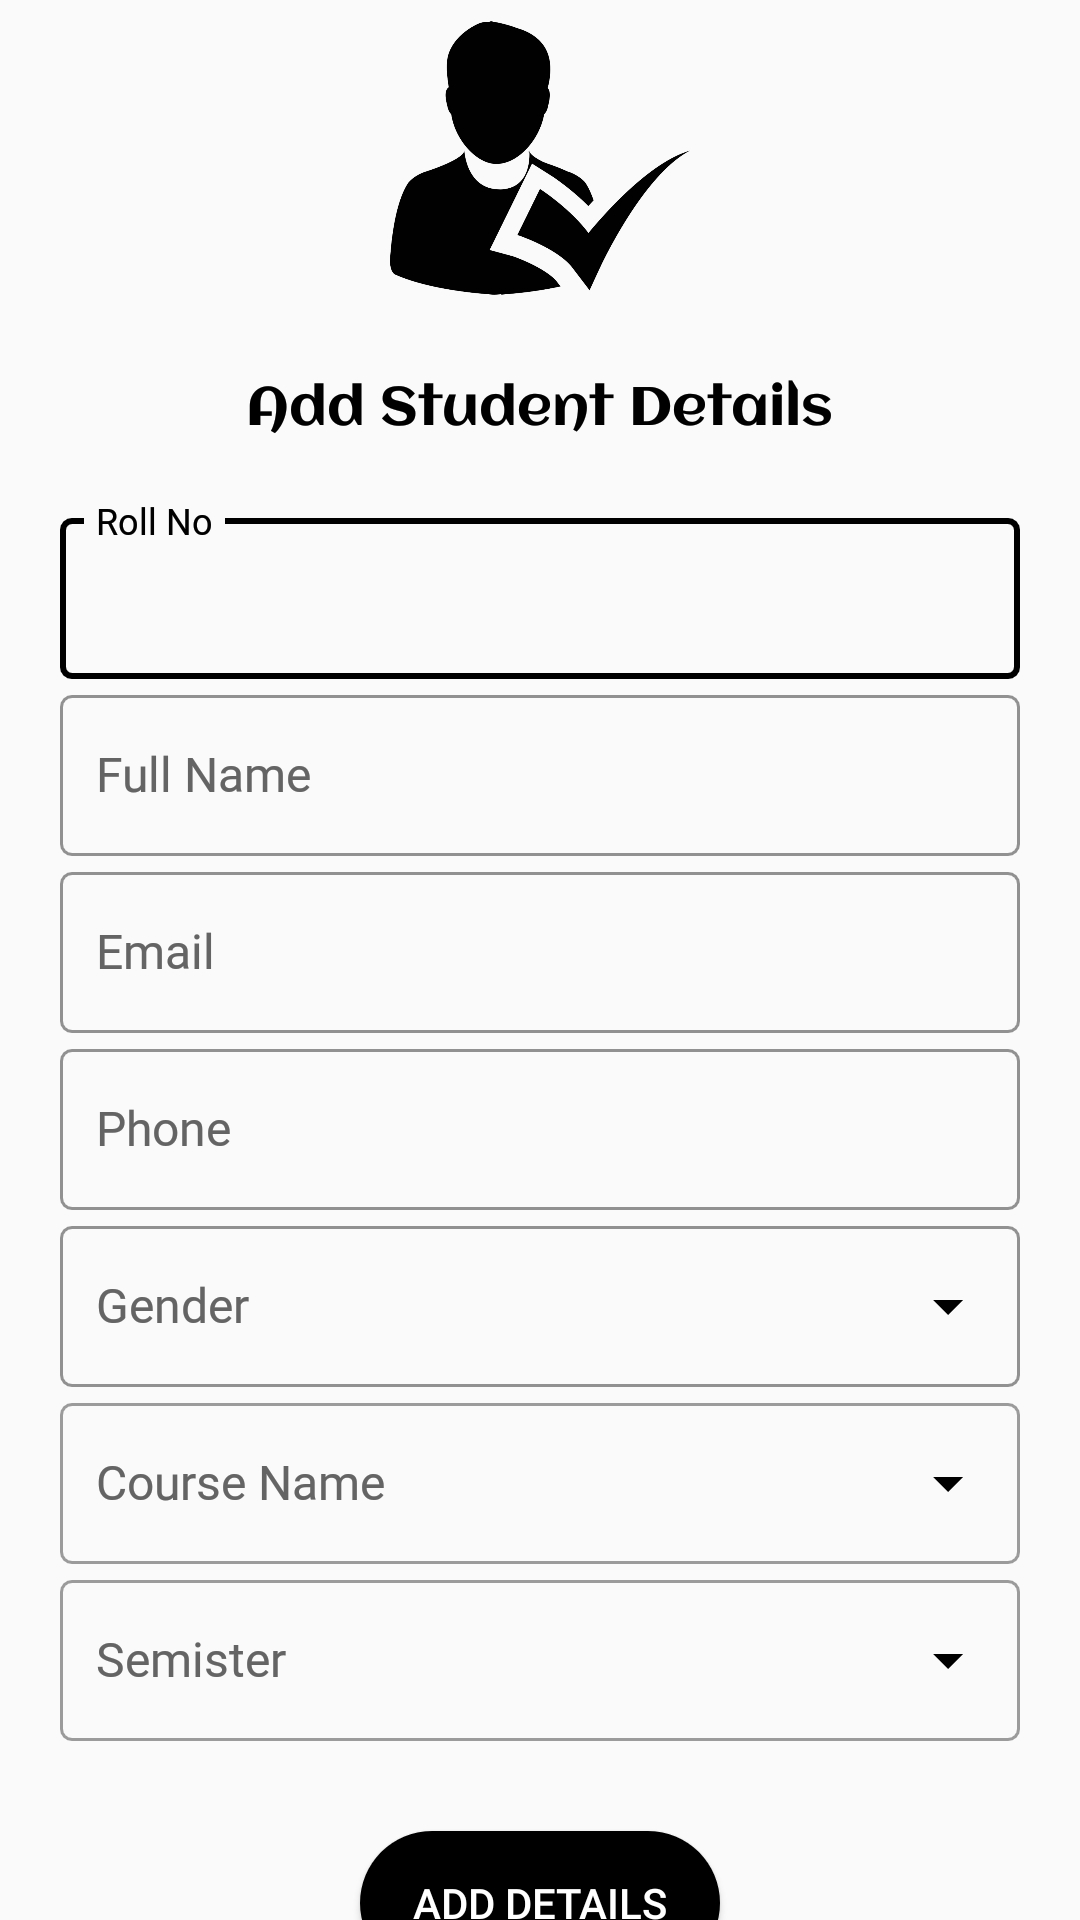 Add Student Details
Roll No
Full Name
Email
Phone
Gender
Course Name
Semister
ADD DETAILS